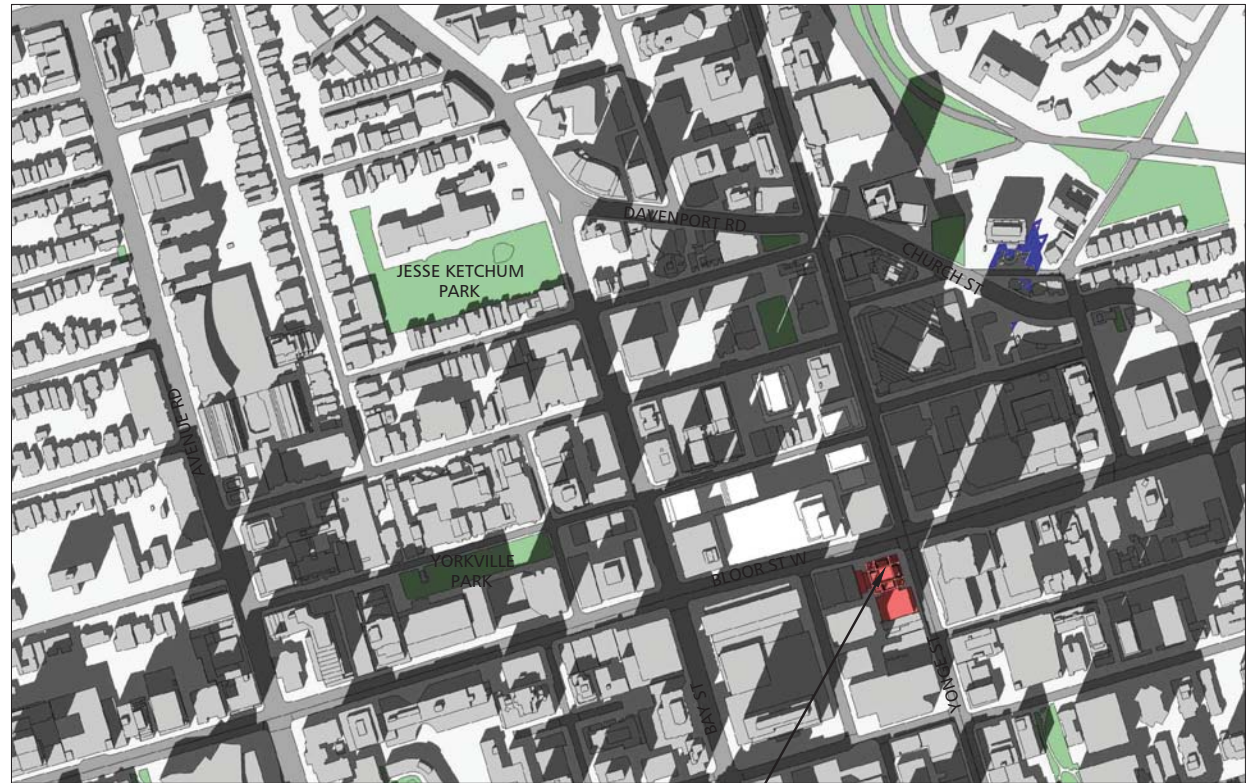 DAVENPORT RD
CHURCH ST
JESSE KETCHUM
PARK
AVENUE RD
YORKVILLE
PARK
BLOOR ST W
YONGE ST
BAY ST